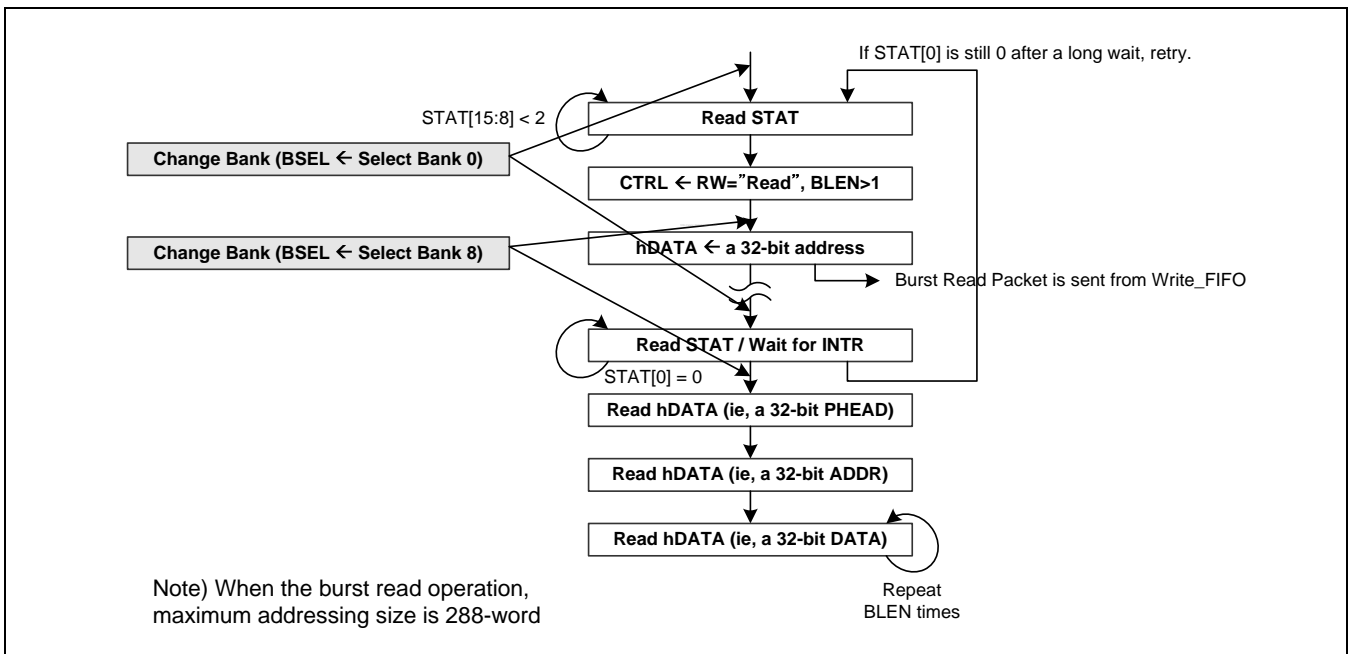 If STAT[0] is still 0 after a long wait, retry.
STAT[15:8] < 2
Read STAT
Change Bank (BSEL ← Select Bank 0)
CTRL ← RW=”Read”, BLEN>1
Change Bank (BSEL ← Select Bank 8)
hDATA ← a 32-bit address
Burst Read Packet is sent from Write_FIFO
Read STAT / Wait for INTR
STAT[0] = 0
Read hDATA (ie, a 32-bit PHEAD)
Read hDATA (ie, a 32-bit ADDR)
Read hDATA (ie, a 32-bit DATA)
Repeat
BLEN times
Note) When the burst read operation,
maximum addressing size is 288-word